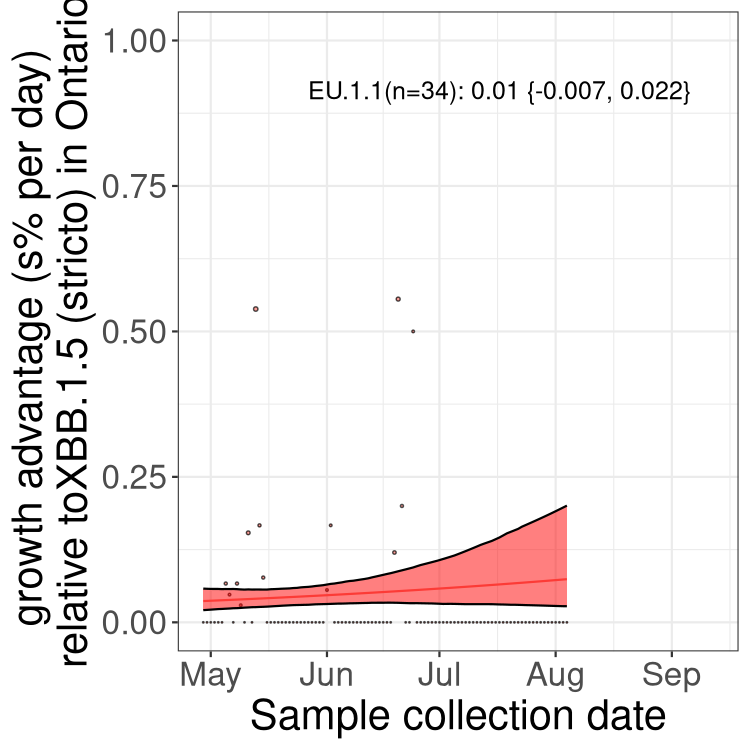 growth advantage (s% per day)
relative toXBB.1.5 (stricto) in Ontario
1.00
0.75
0.50
0.25
0.00
EU.1.1(n=34): 0.01 {-0.007, 0.022}
May Jun Jul Aug Sep
Sample collection date